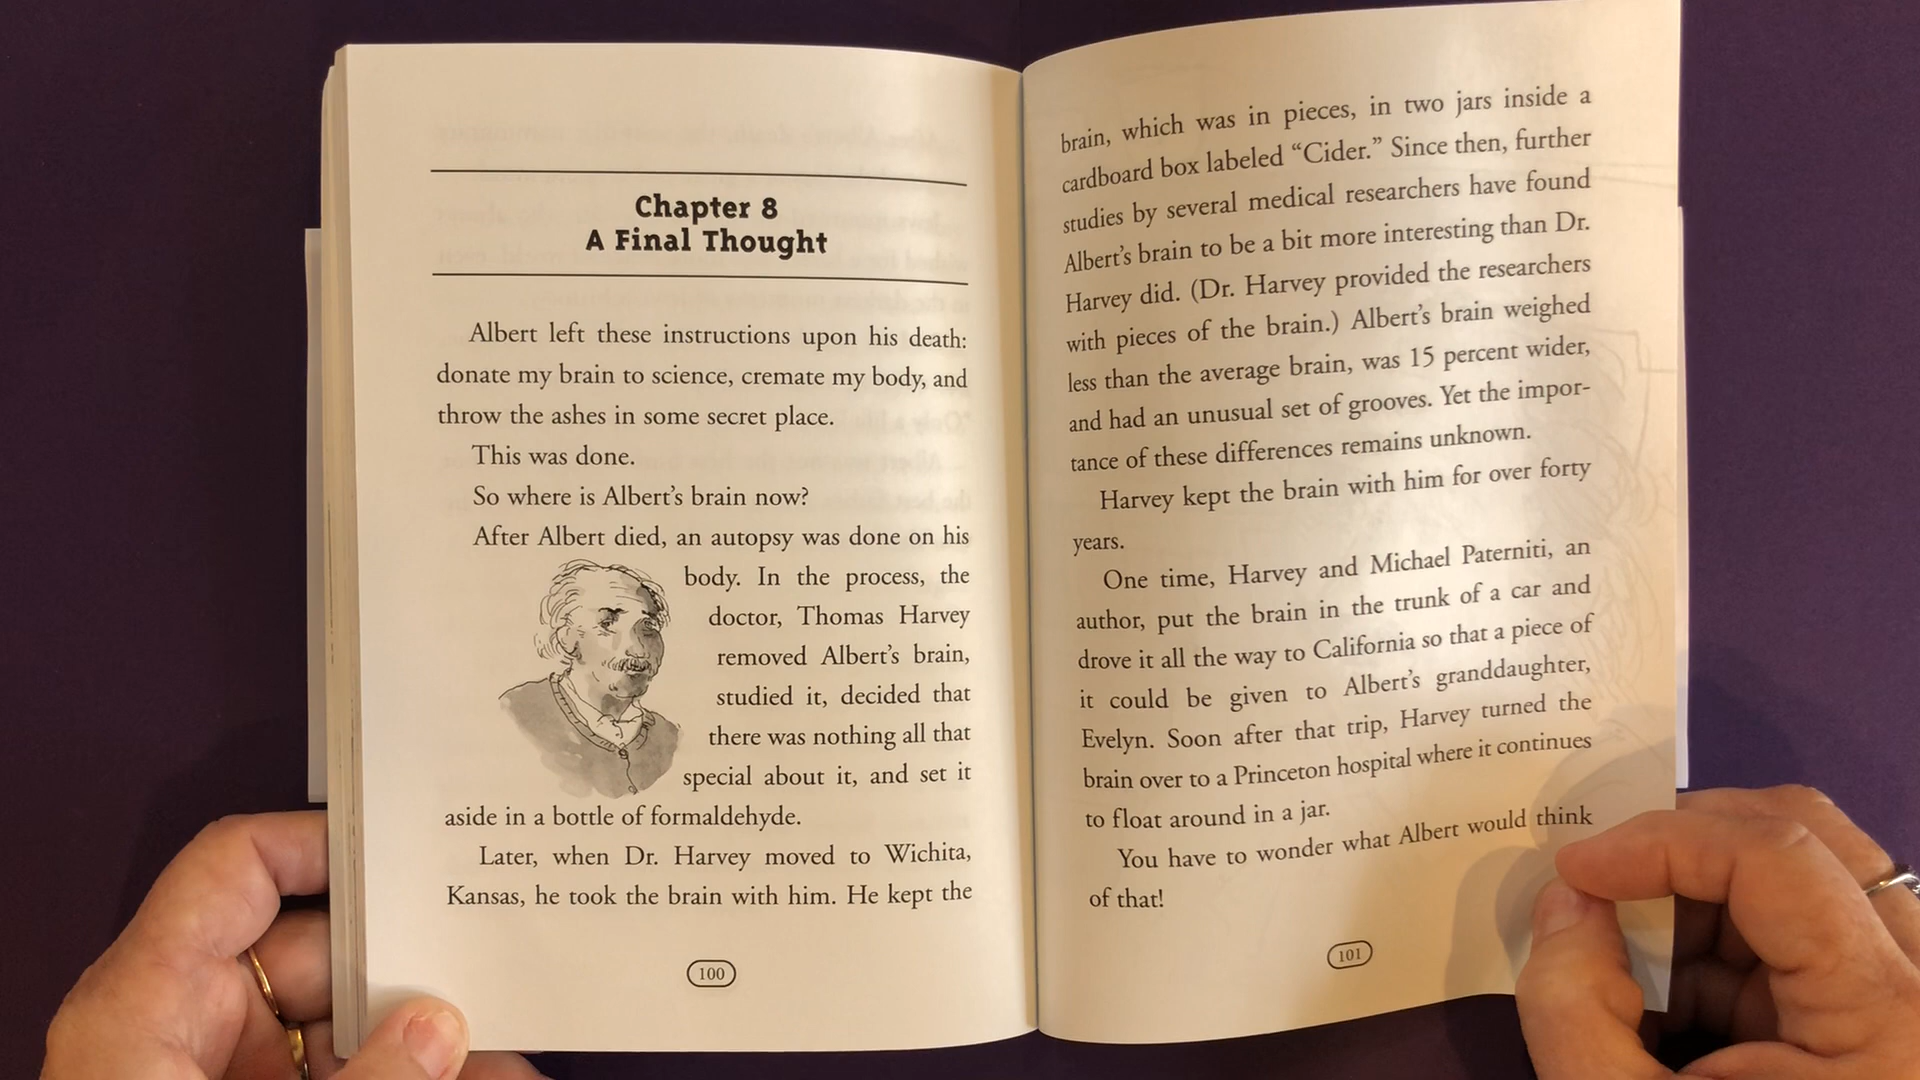 Chapter 8
A Final Thought
Albert left these instructions upon his death:
donate my brain to science, cremate my body, and
throw the ashes in some secret place.
This was done.
So where is Albert's brain now?
After Albert died, an autopsy was done on his
body. In the process, the
doctor, Thomas Harvey
removed Albert's brain,
studied it, decided that
there was nothing all that
special about it, and set it
aside in a bottle of formaldehyde.
Later, when Dr. Harvey moved to Wichita,
Kansas, he took the brain with him. He kept the
100
brain, which was in pieces, in two jars inside a
cardboard box labeled “Cider.” Since then, further
studies by several medical researchers have found
Albert's brain to be a bit more interesting than Dr.
Harvey did. (Dr. Harvey provided the researchers
with pieces of the brain.) Albert's brain weighed
less than the average brain, was 15 percent wider,
and had an unusual set of grooves. Yet the impor-
tance of these differences remains unknown.
Harvey kept the brain with him for over forty
years.
One time, Harvey and Michael Paterniti, an
author, put the brain in the trunk of a car and
drove it all the way to California so that a piece of
it could be given to Albert's granddaughter,
Evelyn. Soon after that trip, Harvey turned the
brain over to a Princeton hospital where it continues
to float around in a jar.
You have to wonder what Albert would think
of that!
101